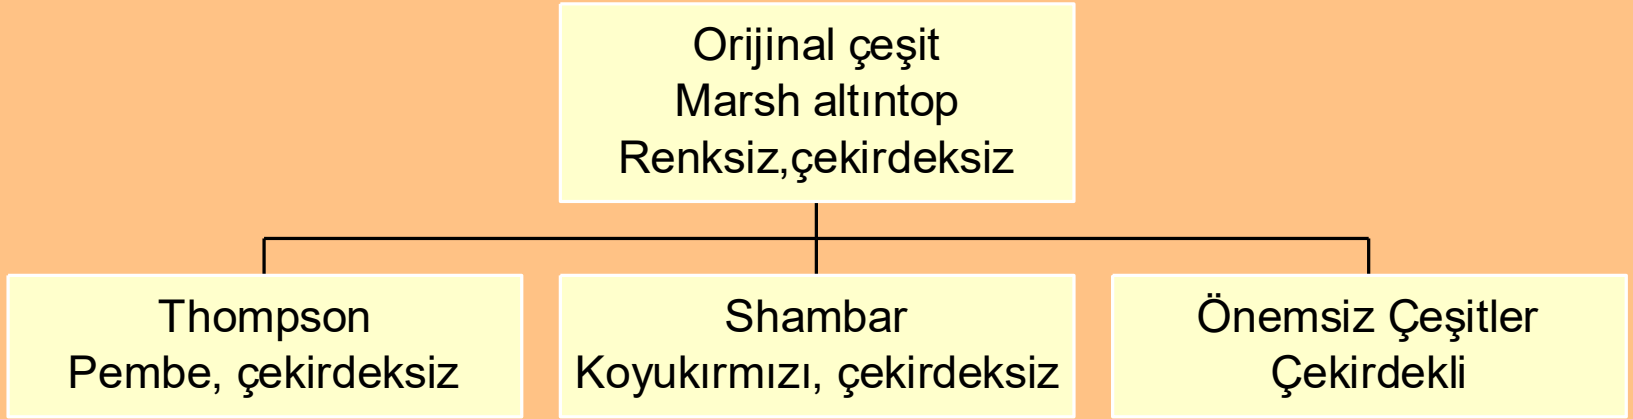 Orijinal çeşit
Marsh altıntop
Renksiz,çekirdeksiz
Thompson
Pembe, çekirdeksiz
Shambar
Koyukırmızı, çekirdeksiz
Önemsiz Çeşitler
Çekirdekli